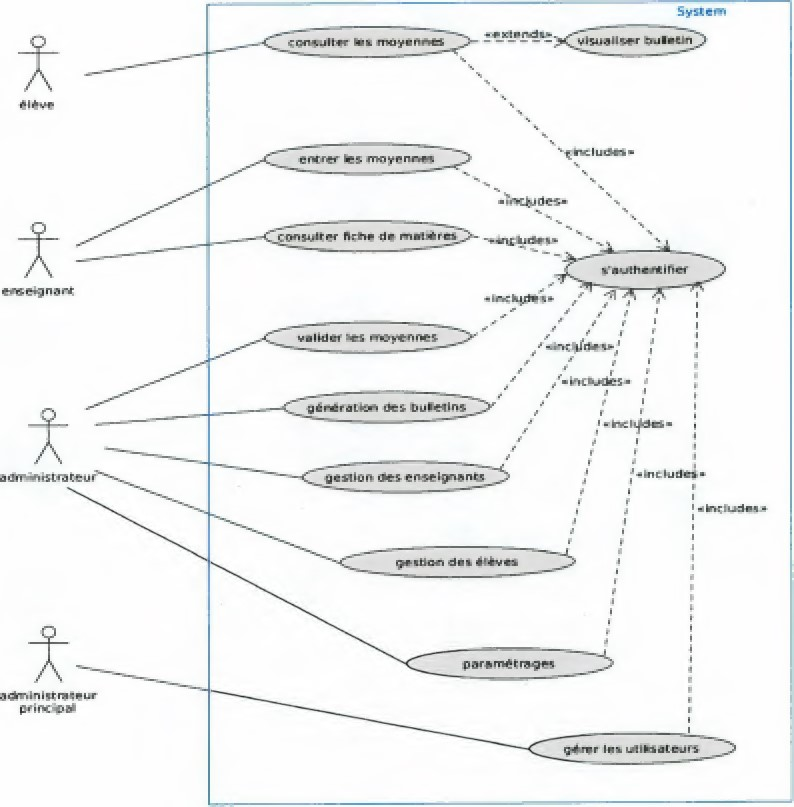 System
consulter les moyennes
«extends»
visualiser bulletin
élève
«includes»
entrer les moyennes
«includes»
consulter fiche de matières
«includes»
s'authentifier
enseignant
«includes»
valider les moyennes
«includes»
«includes»
génération des bulletins
«includes»
administrateur
gestion des enseignants
«includes»
«includes»
gestion des élèves
paramétrages
administrateur
principal
gérer les utilisateurs